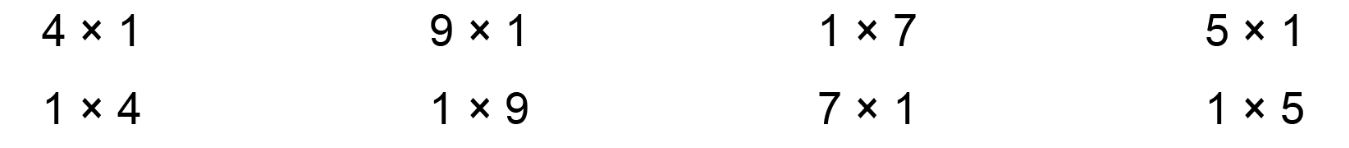 4 × 1 9 × 1 1 × 7 5 × 1
1 × 4 1 × 9 7 × 1 1 × 5